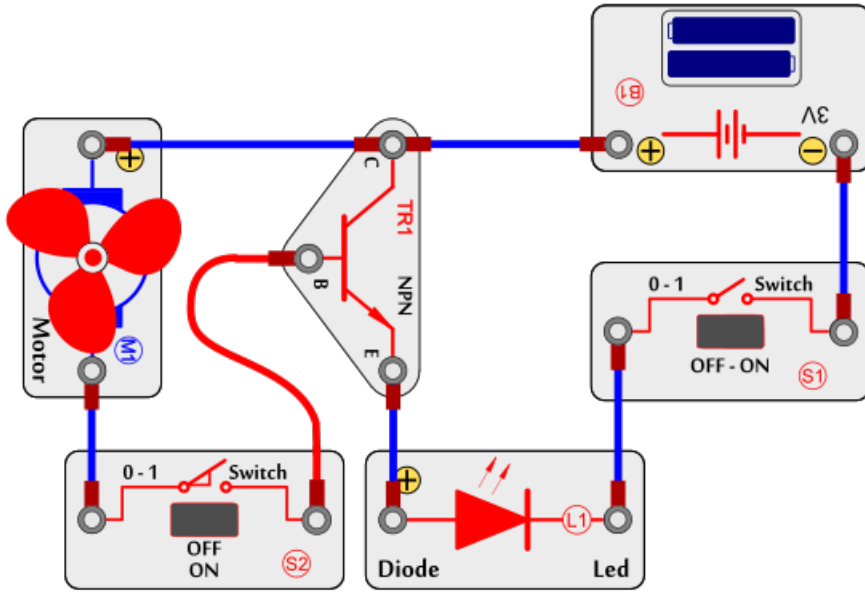 B1
+
3V
−
+
C
TR1
B
NPN
E
Motor
M1
0 - 1 Switch
OFF - ON
S1
0 - 1 Switch
OFF
ON
S2
+
L1
Diode Led